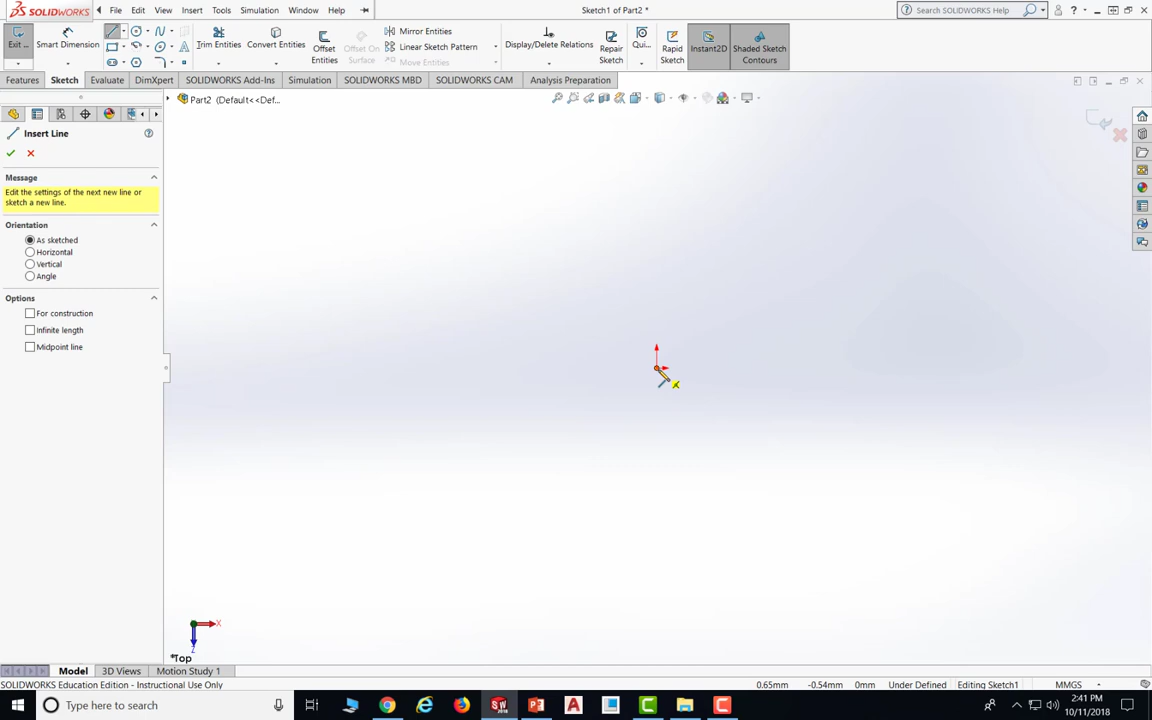 SOLIDWORKS File Edit View Insert Tools Simulation Window Help Sketch1 of Part2 * Search SOLIDWORKS Help
Exit ... Smart Dimension Trim Entities Convert Entities Offset Entities Offset On Surface Mirror Entities Linear Sketch Pattern Move Entities Display/Delete Relations Repair Sketch Qui... Rapid Sketch Instant2D Shaded Sketch Contours
Features Sketch Evaluate DimXpert SOLIDWORKS Add-Ins Simulation SOLIDWORKS MBD SOLIDWORKS CAM Analysis Preparation
Part2 (Default<<Def...
Insert Line
Message
Edit the settings of the next new line or
sketch a new line.
Orientation
As sketched
Horizontal
Vertical
Angle
Options
For construction
Infinite length
Midpoint line
X
Z
*Top
Model 3D Views Motion Study 1
SOLIDWORKS Education Edition - Instructional Use Only 0.65mm -0.54mm 0mm Under Defined Editing Sketch1 MMGS
Type here to search 2:41 PM
10/11/2018